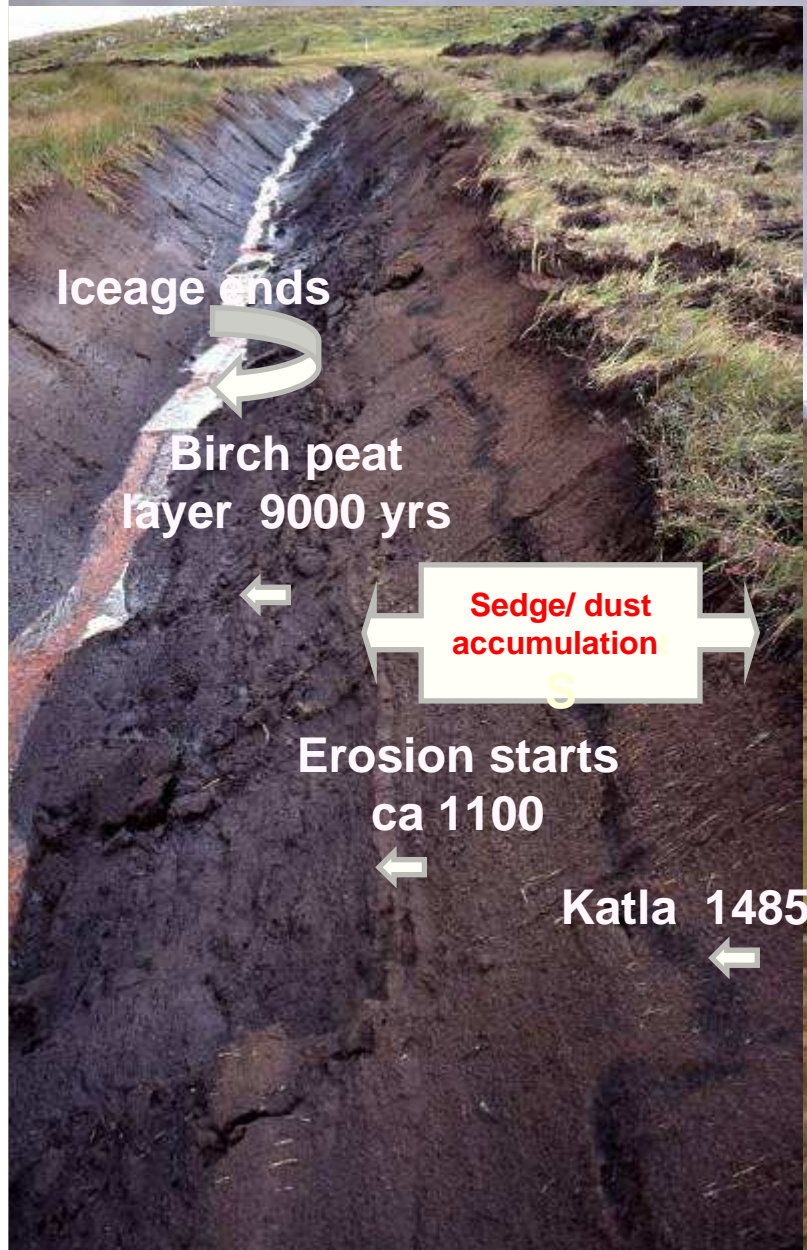 Iceage ends
Birch peat
layer 9000 yrs
Sedge/ dust
accumulation
S
Erosion starts
ca 1100
Katla 1485